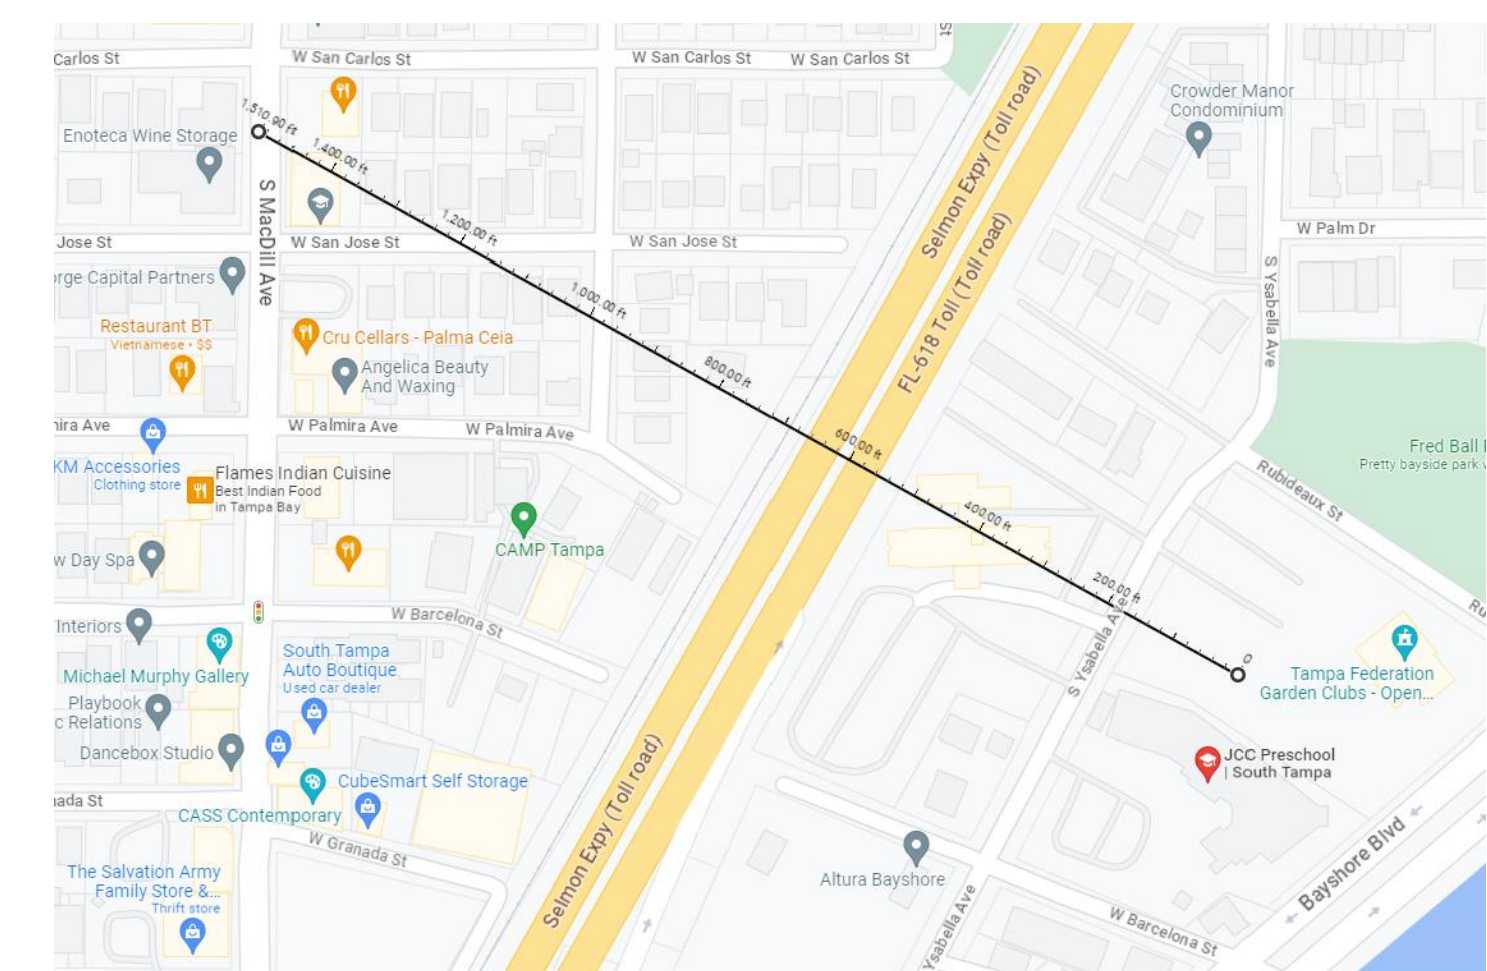 Carlos St
W San Carlos St
W San Carlos St
W San Carlos St
St
Selmon Expy (Toll road)
Crowder Manor
Condominium
1,510.90 ft
Enoteca Wine Storage
1,400.00 ft
S MacDill Ave
1,200.00 ft
Jose St
W San Jose St
W San Jose St
W Palm Dr
S Ysabella Ave
FL-618 Toll (Toll road)
rge Capital Partners
1,000.00 ft
Restaurant BT
Vietnamese • $$
Cru Cellars - Palma Ceia
Angelica Beauty
And Waxing
800.00 ft
ira Ave
W Palmira Ave
W Palmira Ave
600.00 ft
Fred Ball
Pretty bayside park
KM Accessories
Clothing store
Flames Indian Cuisine
Best Indian Food
in Tampa Bay
Rubideaux St
400.00 ft
CAMP Tampa
w Day Spa
200.00 ft
Ru
W Barcelona St
Interiors
S Ysabella Ave
0
Michael Murphy Gallery
South Tampa
Auto Boutique
Used car dealer
Tampa Federation
Garden Clubs - Open...
Playbook
c Relations
Dancebox Studio
JCC Preschool
| South Tampa
Selmon Expy (Toll road)
CubeSmart Self Storage
ada St
CASS Contemporary
W Granada St
Bayshore Blvd
The Salvation Army
Family Store &...
Thrift store
Altura Bayshore
Ysabella Ave
W Barcelona St